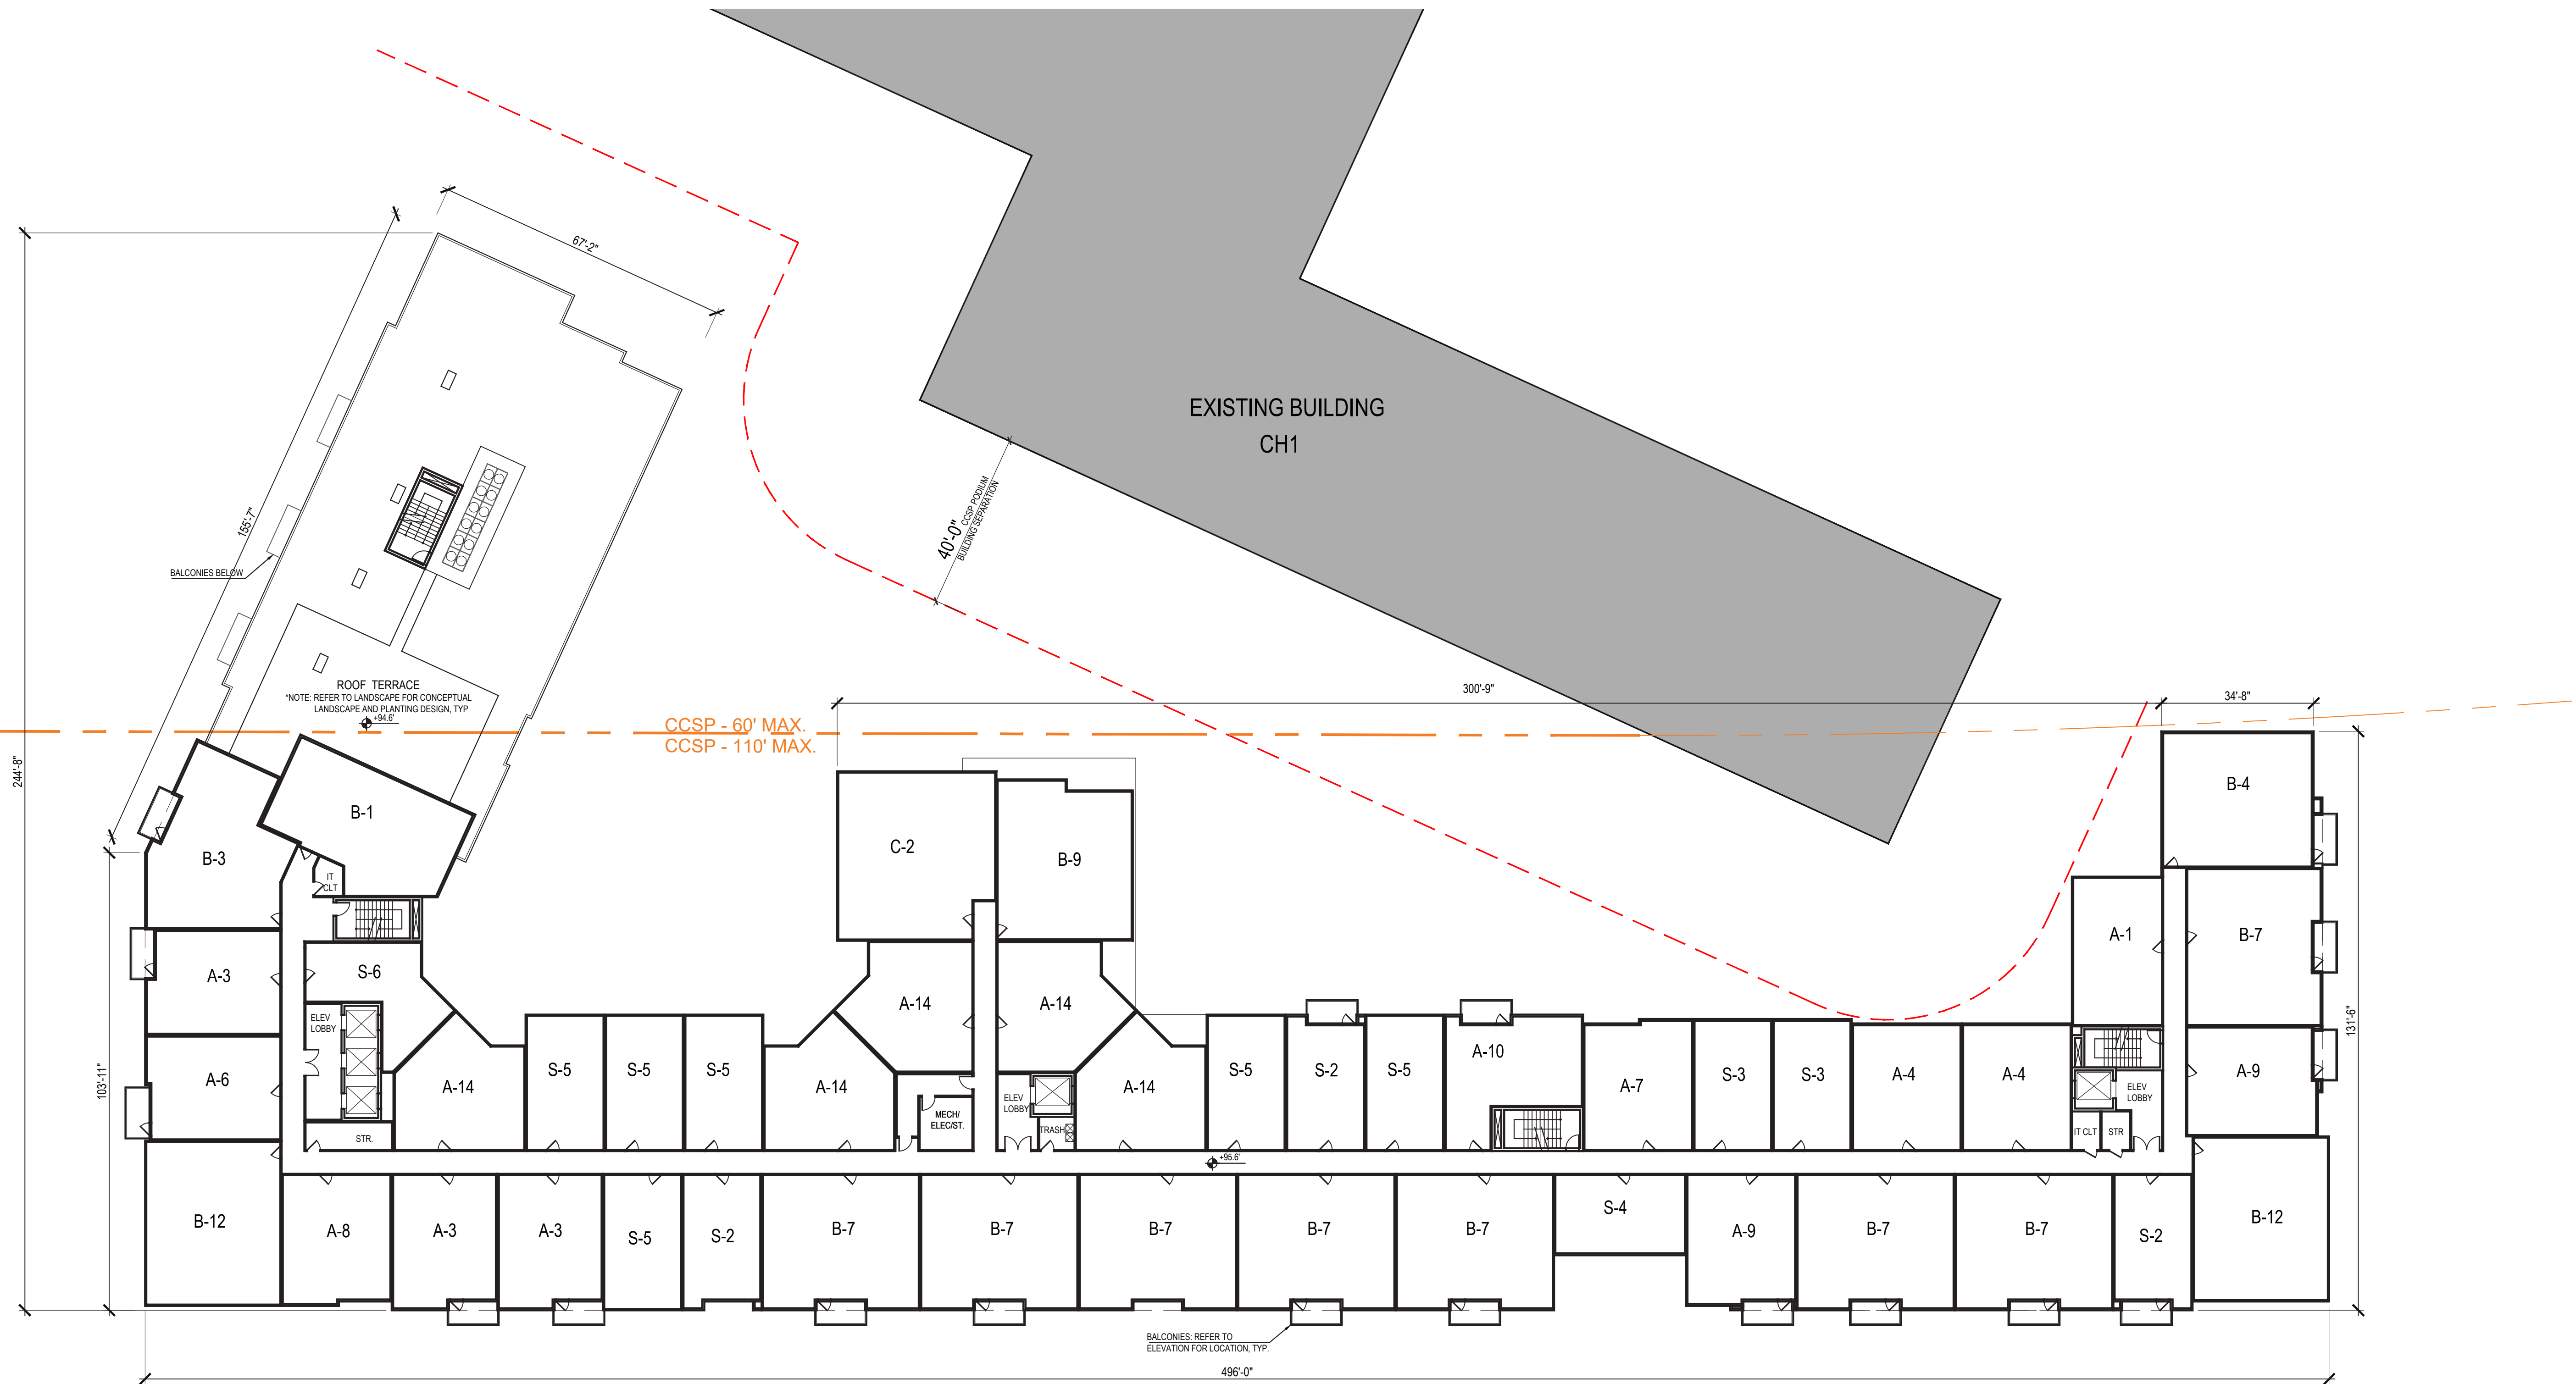 67'-2"
EXISTING BUILDING
CH1
155'-7"
40'-0" CCSP PODIUM
BUILDING SEPARATION
BALCONIES BELOW
ROOF TERRACE
*NOTE: REFER TO LANDSCAPE FOR CONCEPTUAL
LANDSCAPE AND PLANTING DESIGN, TYP
+94.6'
300'-9"
34'-8"
CCSP - 60' MAX.
CCSP - 110' MAX.
244'-8"
B-4
B-1
B-3
C-2
B-9
IT
CLT
A-1
B-7
A-3
S-6
A-14
A-14
ELEV
LOBBY
131'-6"
103'-11"
A-6
A-14
S-5
S-5
S-5
A-14
A-14
S-5
S-2
S-5
A-10
A-7
S-3
S-3
A-4
A-4
A-9
ELEV
LOBBY
ELEV
LOBBY
MECH/
ELEC/ST.
TRASH
STR.
IT CLT
STR
+95.6'
B-12
A-8
A-3
A-3
S-5
S-2
B-7
B-7
B-7
B-7
B-7
S-4
A-9
B-7
B-7
S-2
B-12
BALCONIES: REFER TO
ELEVATION FOR LOCATION, TYP.
496'-0"